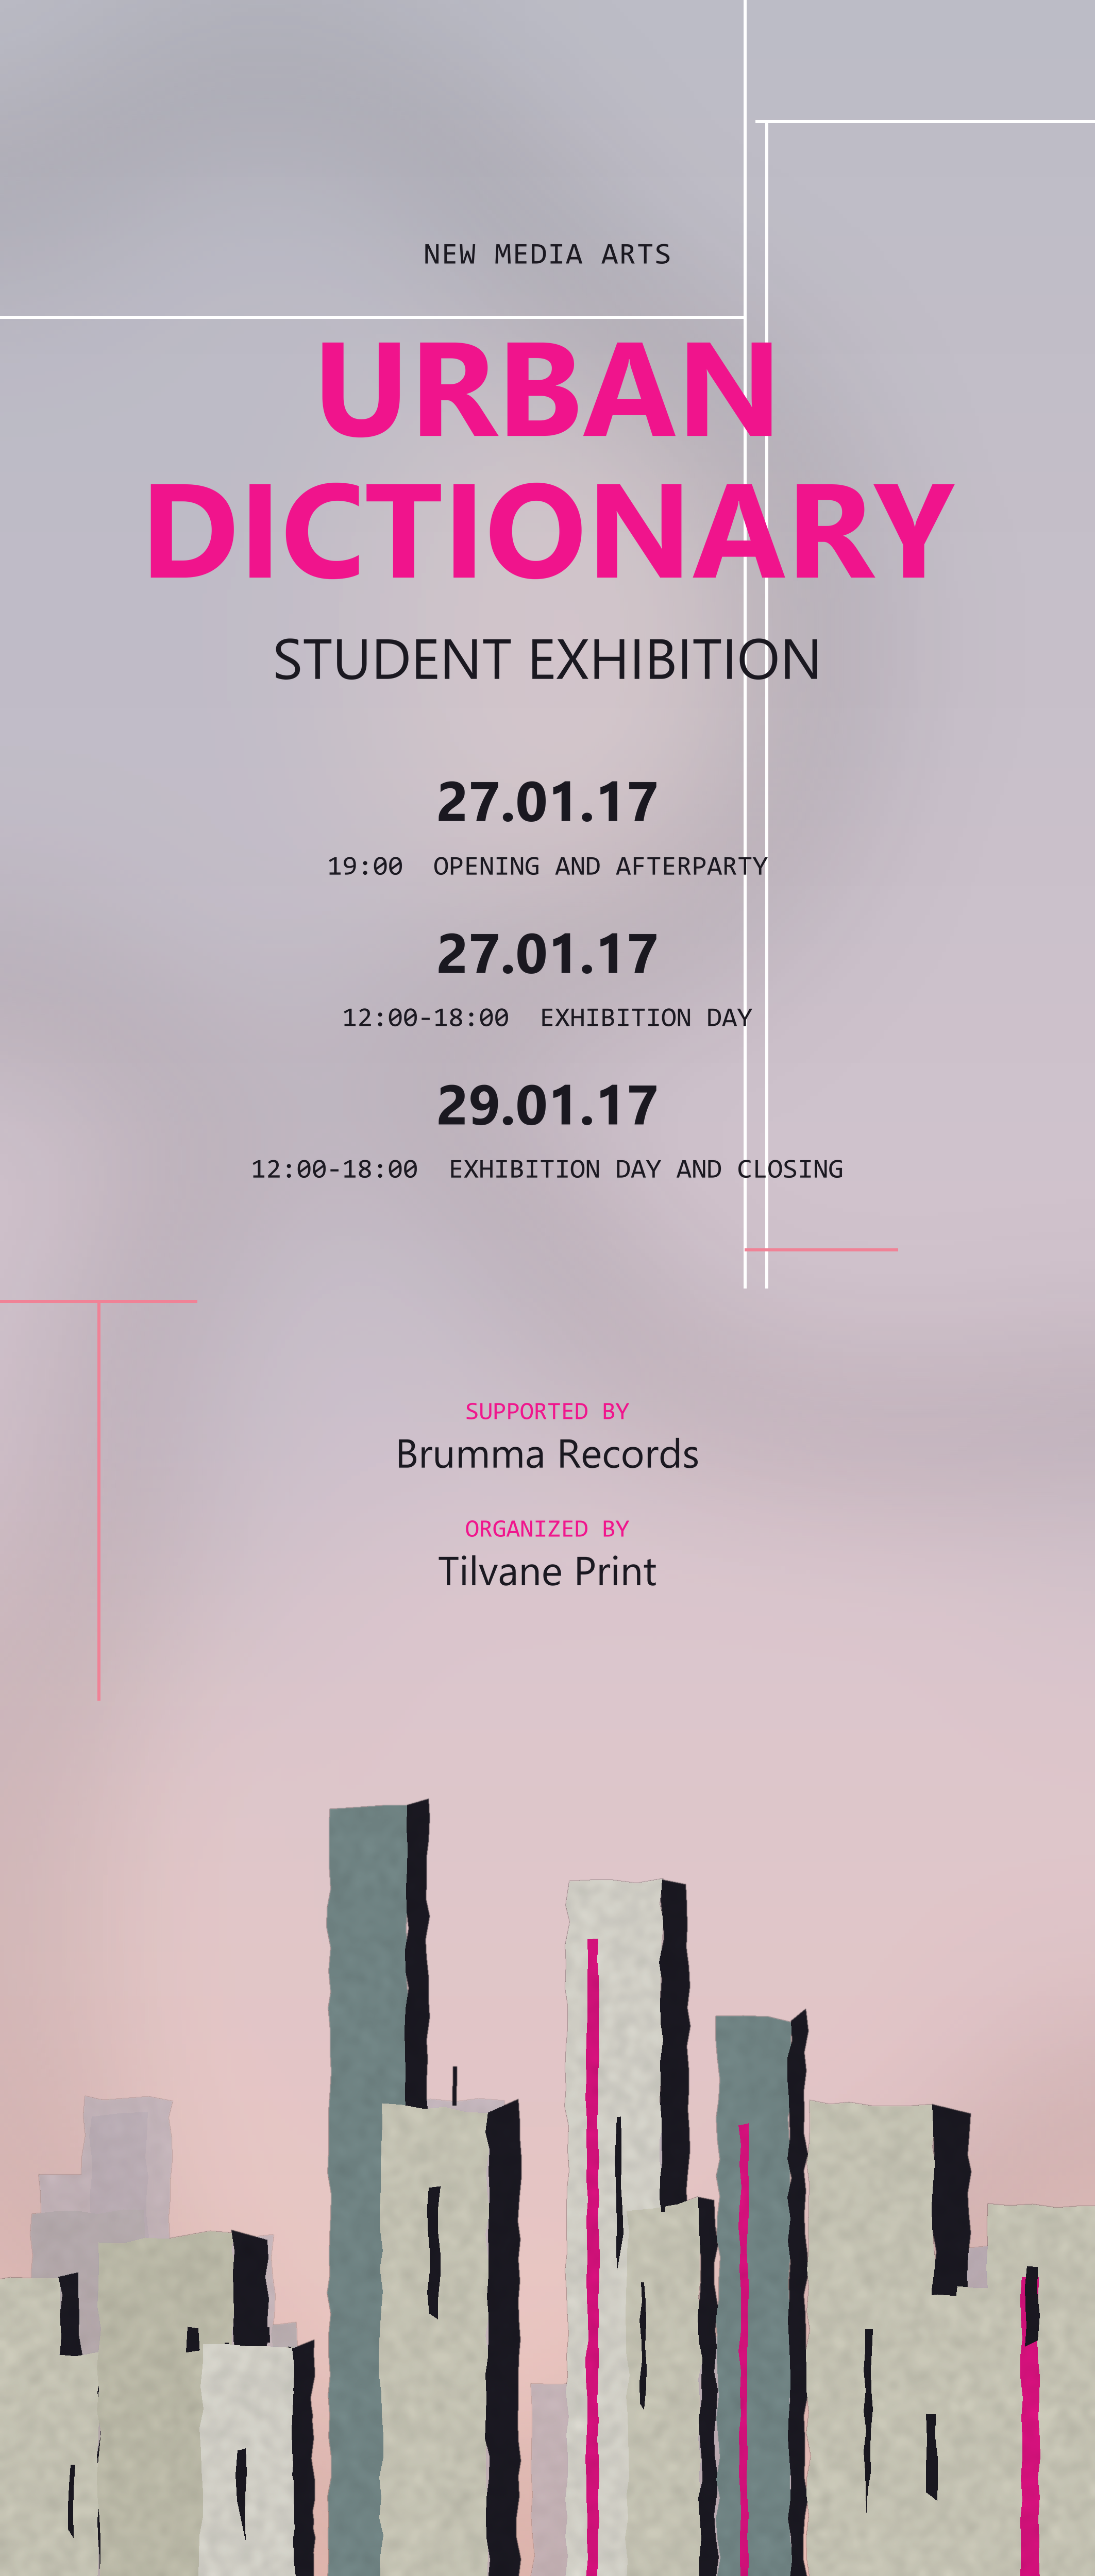 NEW MEDIA ARTS
URBAN
DICTIONARY
STUDENT EXHIBITION
27.01.17
19:00 OPENING AND AFTERPARTY
27.01.17
12:00-18:00 EXHIBITION DAY
29.01.17
12:00-18:00 EXHIBITION DAY AND CLOSING
SUPPORTED BY
Brumma Records
ORGANIZED BY
Tilvane Print